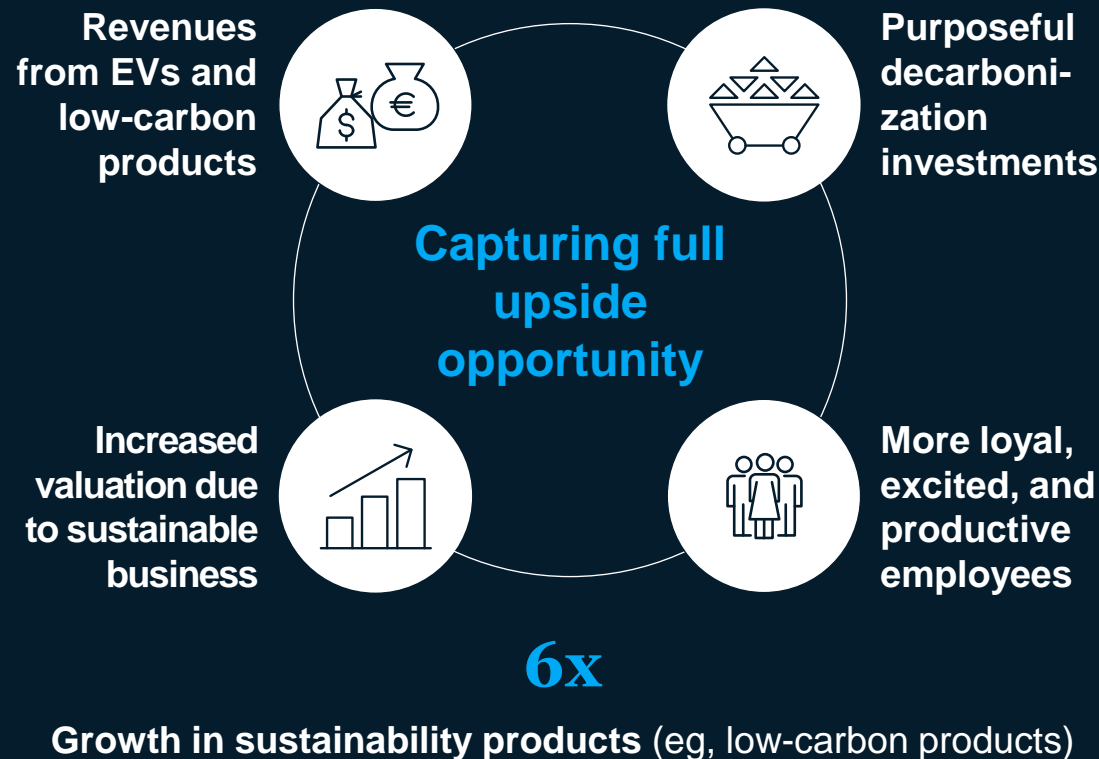 Revenues
from EVs and
low-carbon
products
$
€
Purposeful
decarboni-
zation
investments
Capturing full
upside
opportunity
Increased
valuation due
to sustainable
business
More loyal,
excited, and
productive
employees
6x
Growth in sustainability products (eg, low-carbon products)